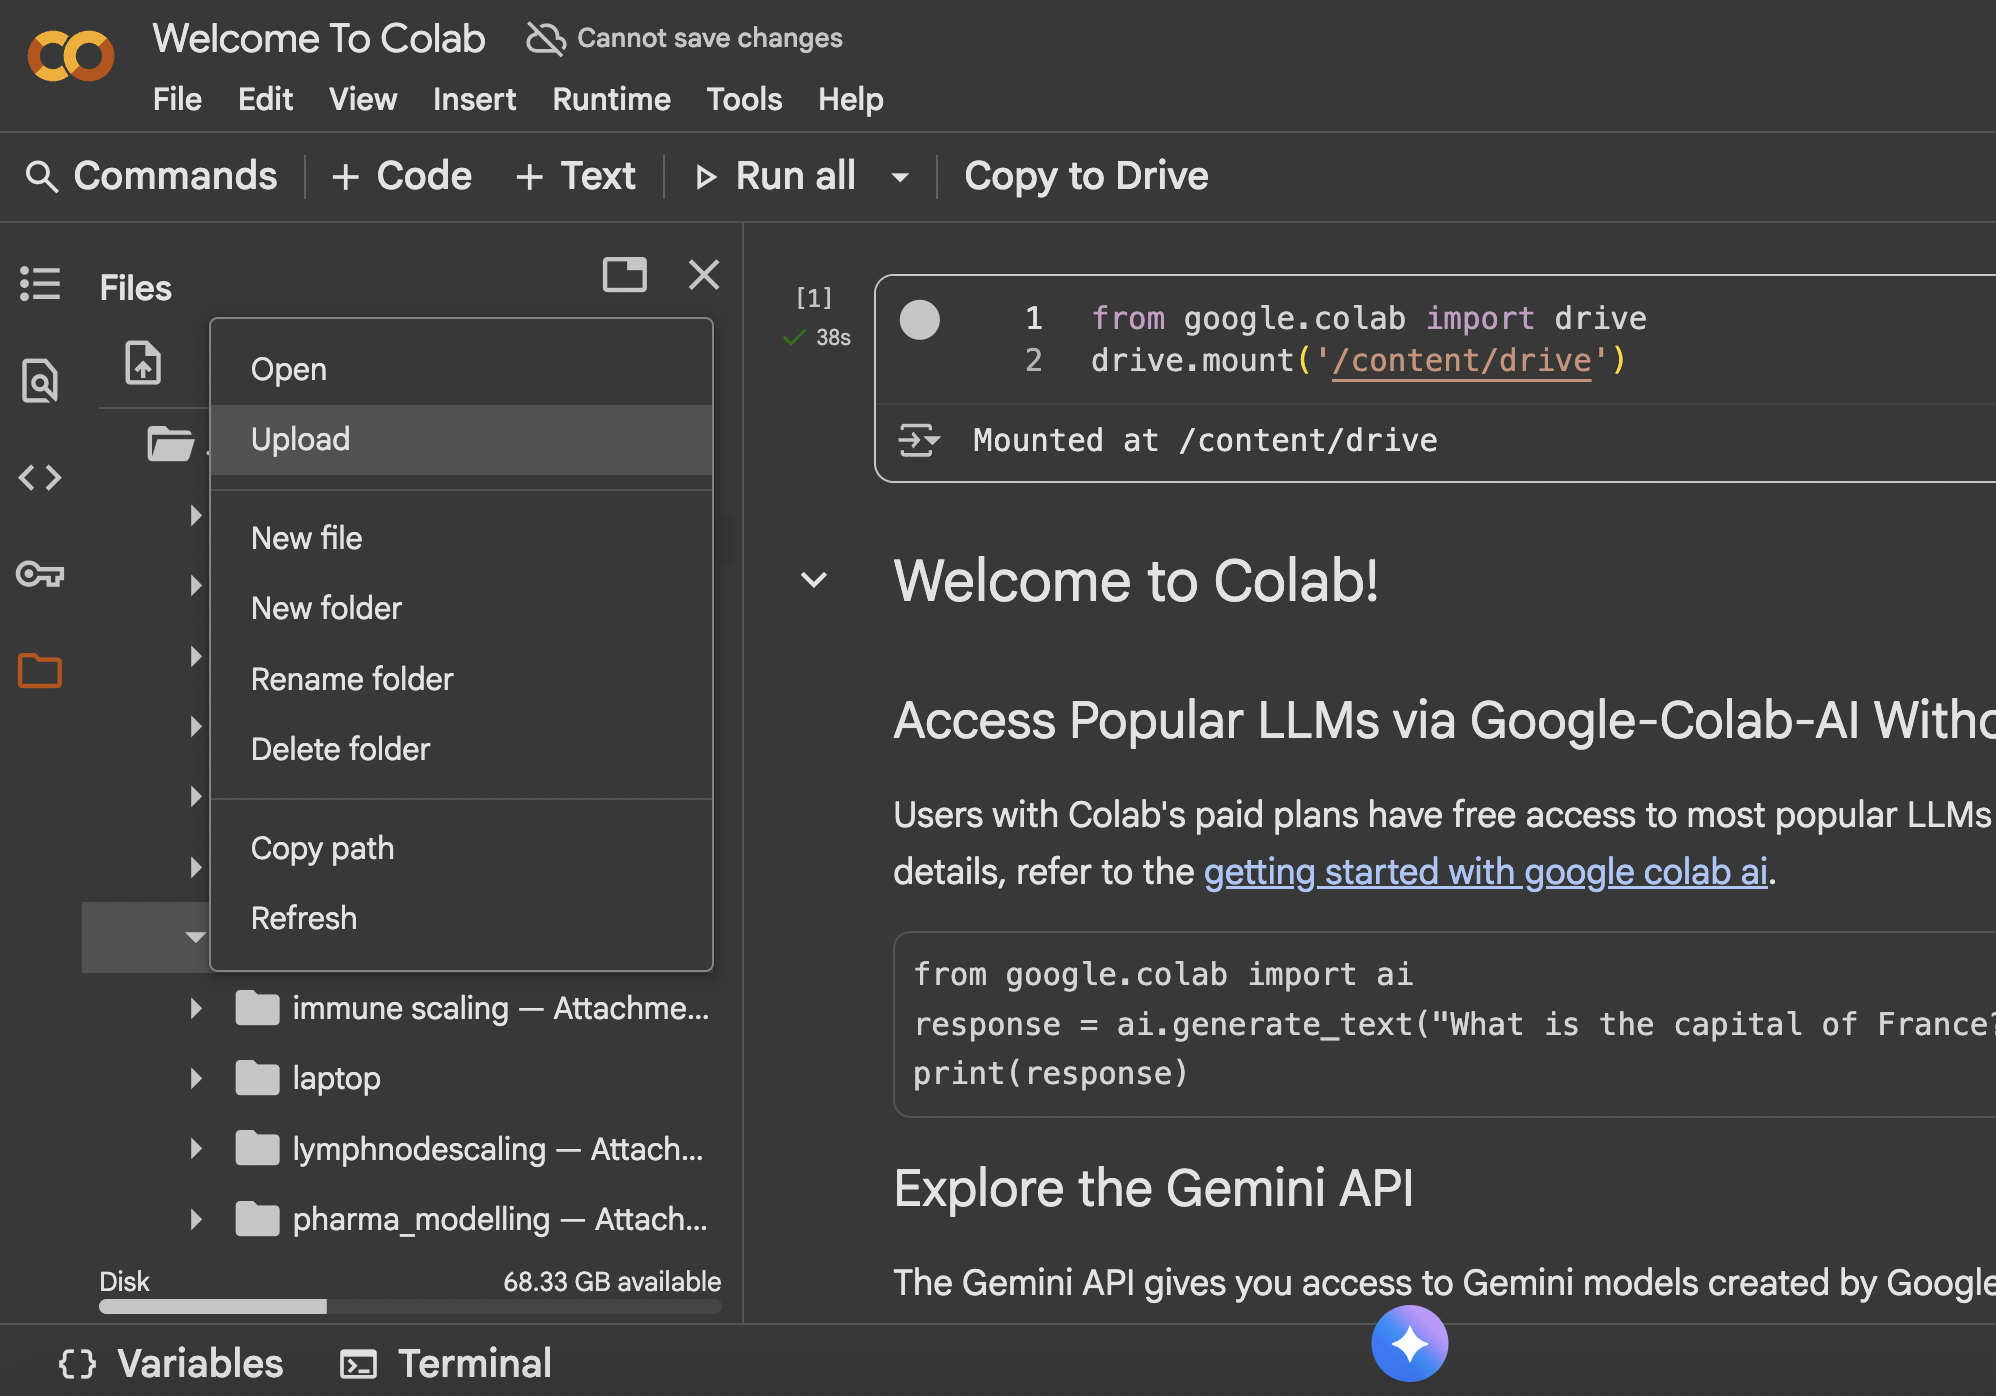 Welcome To Colab Cannot save changes
File Edit View Insert Runtime Tools Help
Commands + Code + Text Run all Copy to Drive
Files
Open
Upload
New file
New folder
Rename folder
Delete folder
Copy path
Refresh
immune scaling — Attachme...
laptop
lymphnodescaling — Attach...
pharma_modelling — Attach...
Disk 68.33 GB available
[1]
38s
1 from google.colab import drive
2 drive.mount('/content/drive')
Mounted at /content/drive
Welcome to Colab!
Access Popular LLMs via Google-Colab-AI Witho
Users with Colab's paid plans have free access to most popular LLMs
details, refer to the getting started with google colab ai.
from google.colab import ai
response = ai.generate_text("What is the capital of France?
print(response)
Explore the Gemini API
The Gemini API gives you access to Gemini models created by Google
{} Variables Terminal